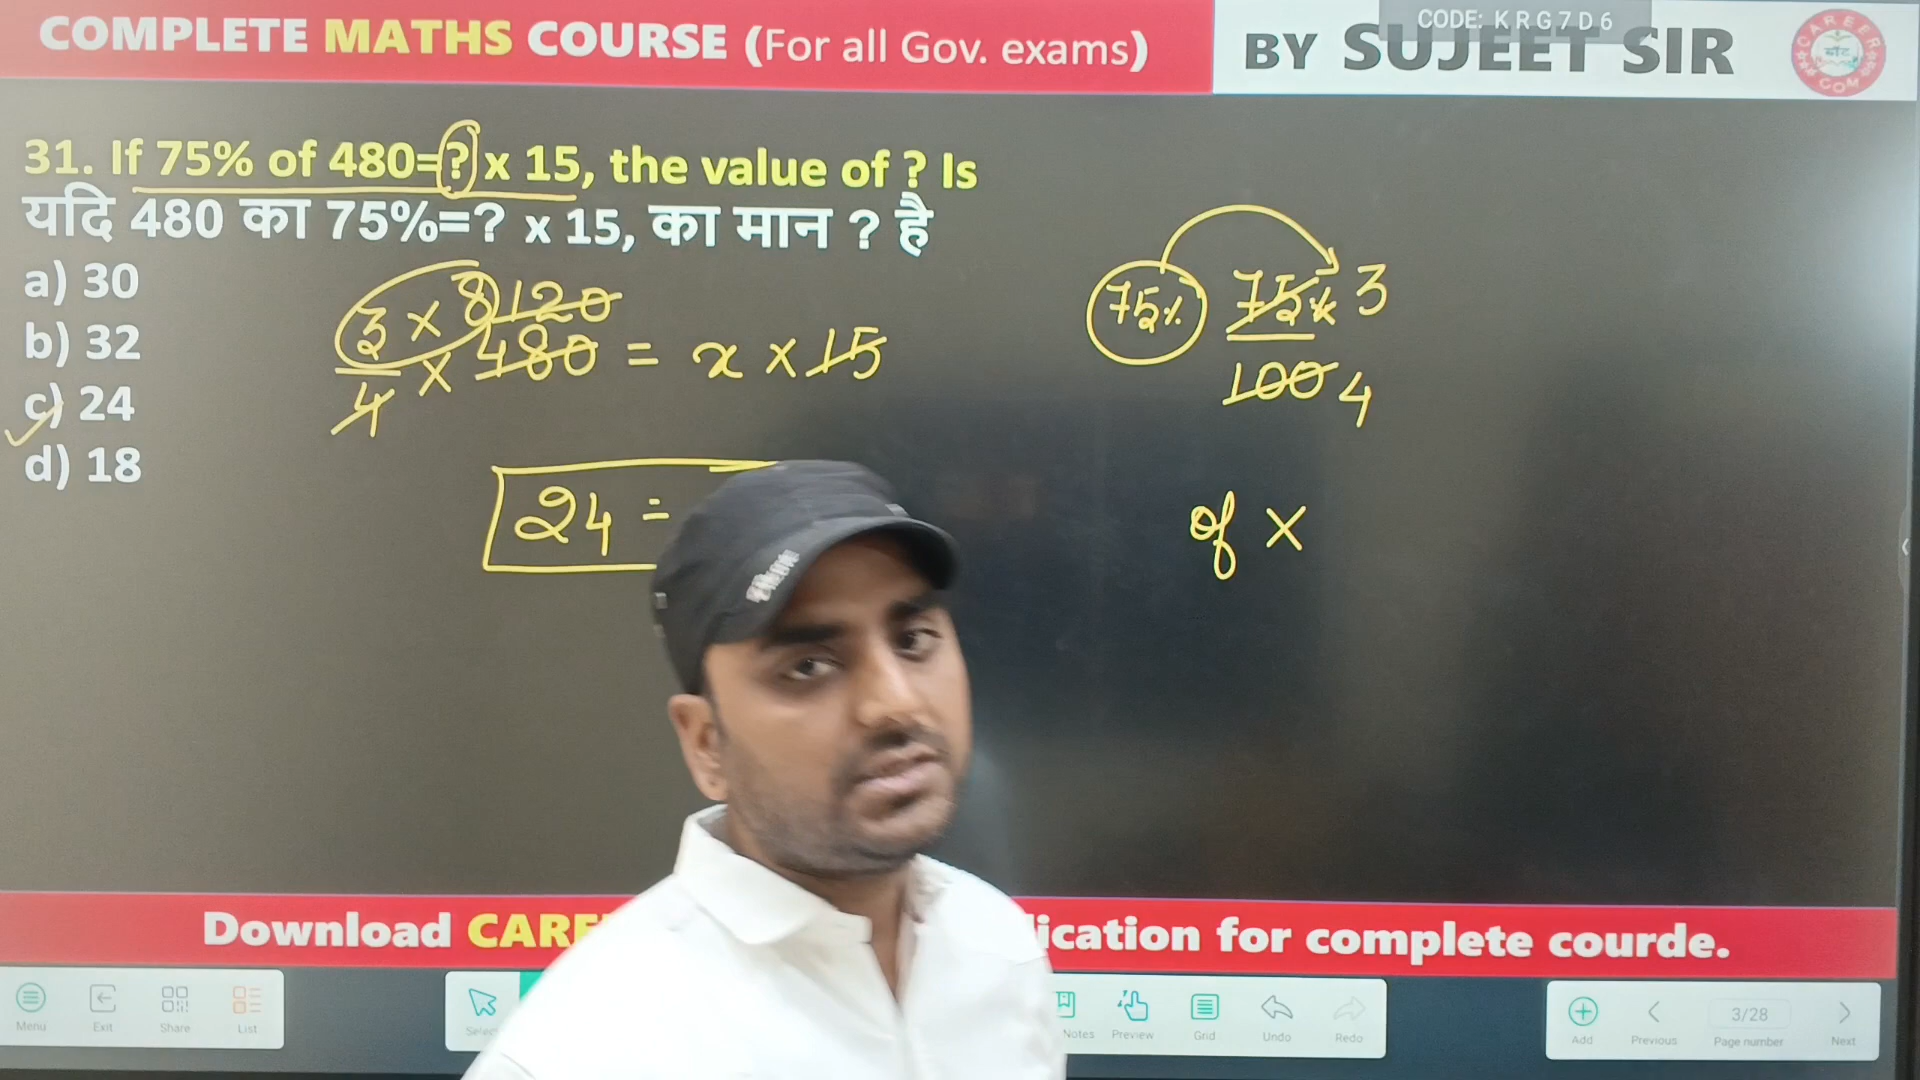 COMPLETE MATHS COURSE (For all Gov. exams)
BY SUJEET SIR
CODE: KRG7D6
CAREER
COM
31. If 75% of 480=? x 15, the value of ? Is
यदि 480 का 75%=? x 15, का मान ? है
a) 30
b) 32
c) 24
d) 18
3 × 8 120
4 × 480 = x × 15
24 =
75% 75% 3
100 4
of ×
Download CARE
ication for complete courde.
Menu
Exit
Share
List
Select
Notes
Preview
Grid
Undo
Redo
Add
Previous
3/28
Page number
Next